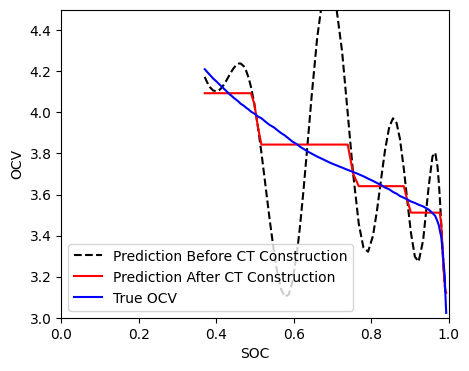 4.4
4.2
4.0
3.8
3.6
3.4
3.2
3.0
OCV
Prediction Before CT Construction
Prediction After CT Construction
True OCV
0.0 0.2 0.4 0.6 0.8 1.0
SOC